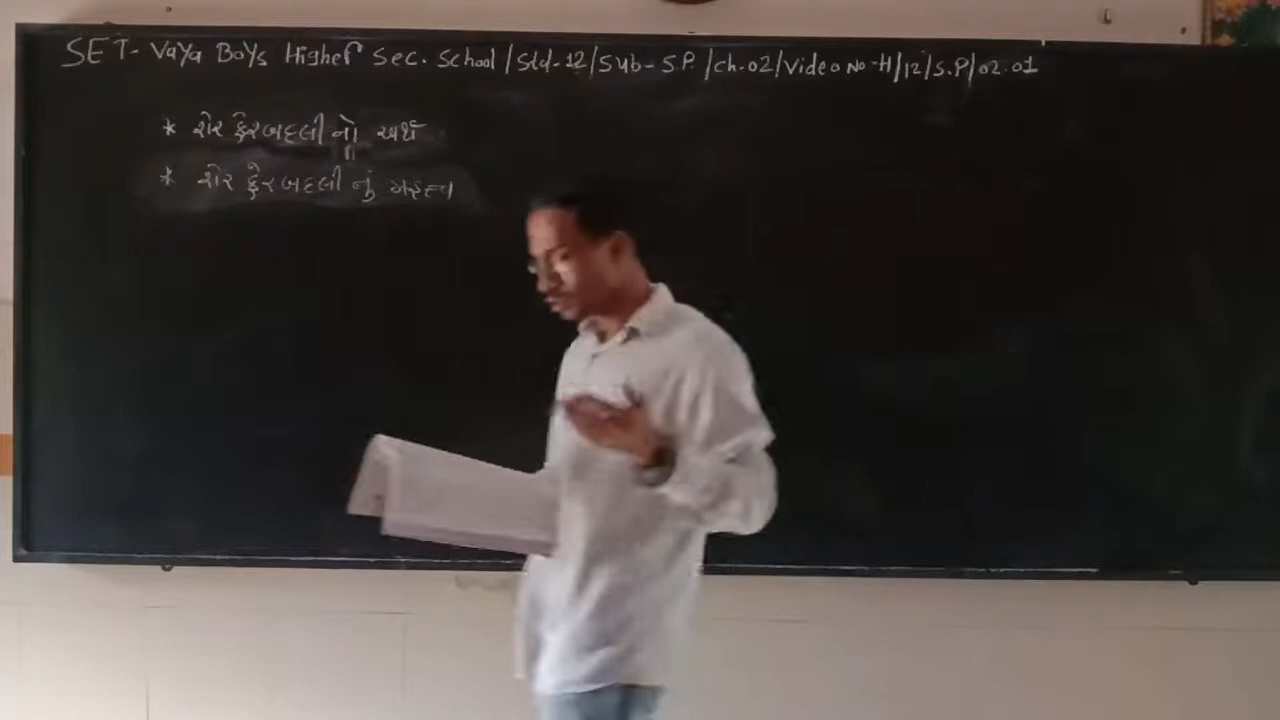 SET- VaYa BoYs Higher Sec. School / Std-12 / Sub- S.P. / ch-02 / Video No-H/12/S.P/02.01
* શેર ફેરબદલી નો અર્થ
* શેર ફેરબદલી નું મહત્વ